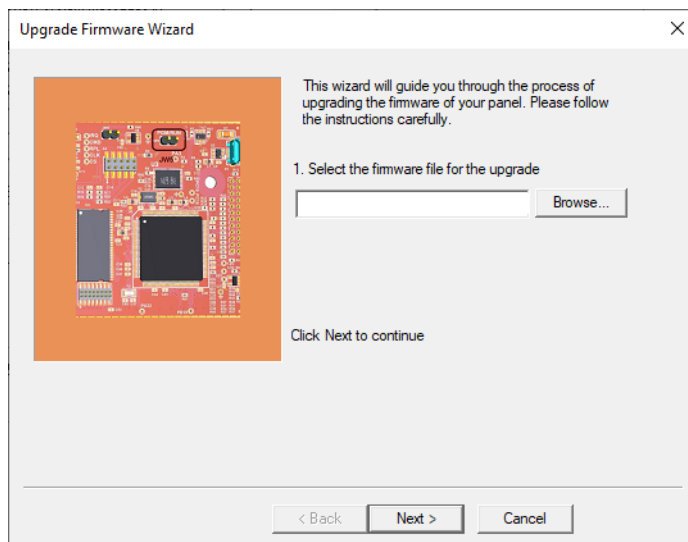 Upgrade Firmware Wizard
This wizard will guide you through the process of
upgrading the firmware of your panel. Please follow
the instructions carefully.
1. Select the firmware file for the upgrade
Browse...
JW5
Click Next to continue
< Back
Next >
Cancel